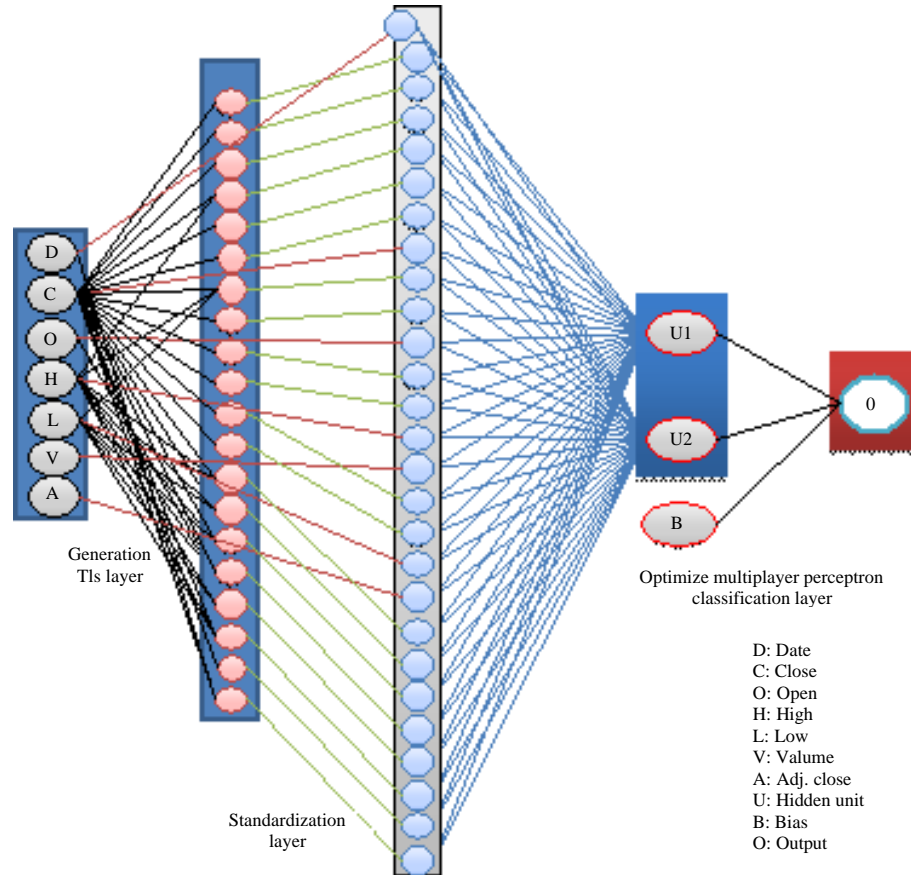 D
C
O
H
L
V
A
Generation
Tls layer
Standardization
layer
U1
U2
B
0
Optimize multiplayer perceptron
classification layer
D: Date
C: Close
O: Open
H: High
L: Low
V: Valume
A: Adj. close
U: Hidden unit
B: Bias
O: Output